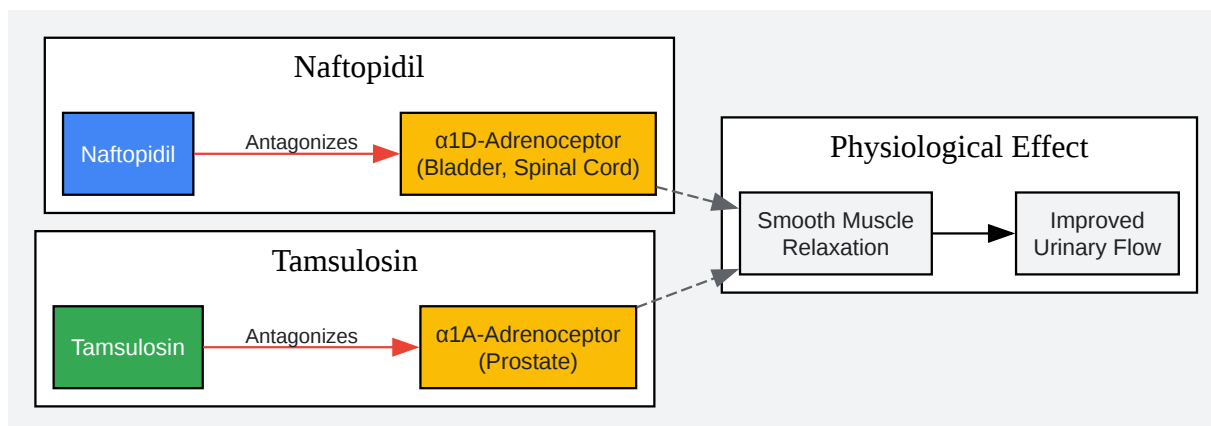 Naftopidil
Naftopidil
Antagonizes
α1D-Adrenoceptor
(Bladder, Spinal Cord)
Tamsulosin
Tamsulosin
Antagonizes
α1A-Adrenoceptor
(Prostate)
Physiological Effect
Smooth Muscle
Relaxation
Improved
Urinary Flow